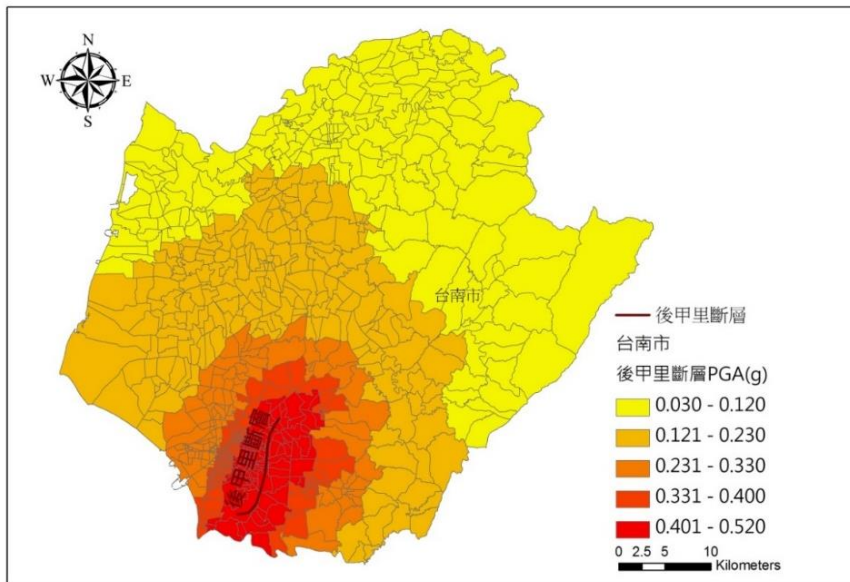 N
W E
S
台南市
後甲里斷層
後甲里斷層
台南市
後甲里斷層PGA(g)
0.030 - 0.120
0.121 - 0.230
0.231 - 0.330
0.331 - 0.400
0.401 - 0.520
0 2.5 5 10
Kilometers